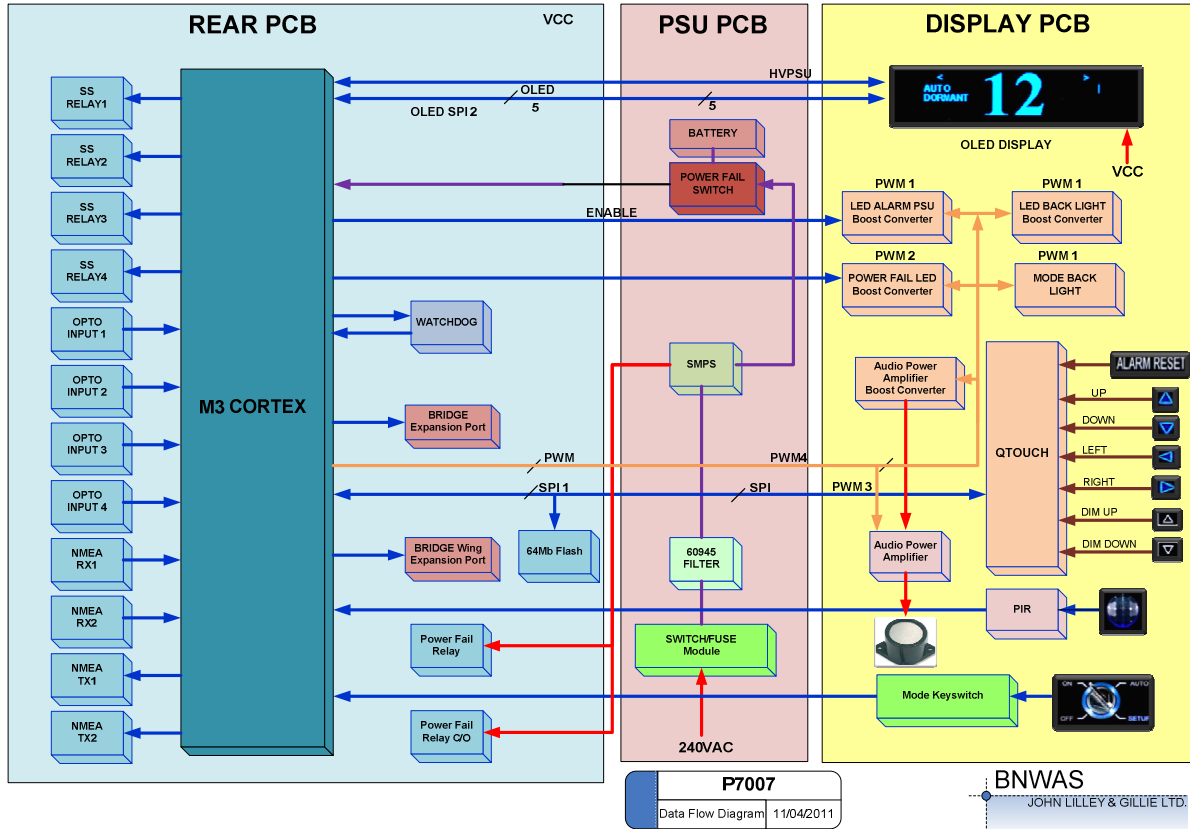 REAR PCB
VCC
PSU PCB
DISPLAY PCB
SS
RELAY1
SS
RELAY2
SS
RELAY3
SS
RELAY4
OPTO
INPUT 1
OPTO
INPUT 2
OPTO
INPUT 3
OPTO
INPUT 4
NMEA
RX1
NMEA
RX2
NMEA
TX1
NMEA
TX2
M3 CORTEX
HVPSU
OLED
OLED SPI 2
5
5
ENABLE
WATCHDOG
BRIDGE
Expansion Port
PWM
SPI 1
BRIDGE Wing
Expansion Port
64Mb Flash
Power Fail
Relay
Power Fail
Relay C/O
BATTERY
POWER FAIL
SWITCH
SMPS
SPI
60945
FILTER
SWITCH/FUSE
Module
240VAC
AUTO
DORMANT
12
OLED DISPLAY
VCC
PWM 1
LED ALARM PSU
Boost Converter
PWM 1
LED BACK LIGHT
Boost Converter
PWM 2
POWER FAIL LED
Boost Converter
PWM 1
MODE BACK
LIGHT
Audio Power
Amplifier
Boost Converter
PWM4
PWM 3
Audio Power
Amplifier
QTOUCH
ALARM RESET
UP
DOWN
LEFT
RIGHT
DIM UP
DIM DOWN
PIR
Mode Keyswitch
ON
AUTO
OFF
SETUP
P7007
Data Flow Diagram
11/04/2011
BNWAS
JOHN LILLEY & GILLIE LTD.